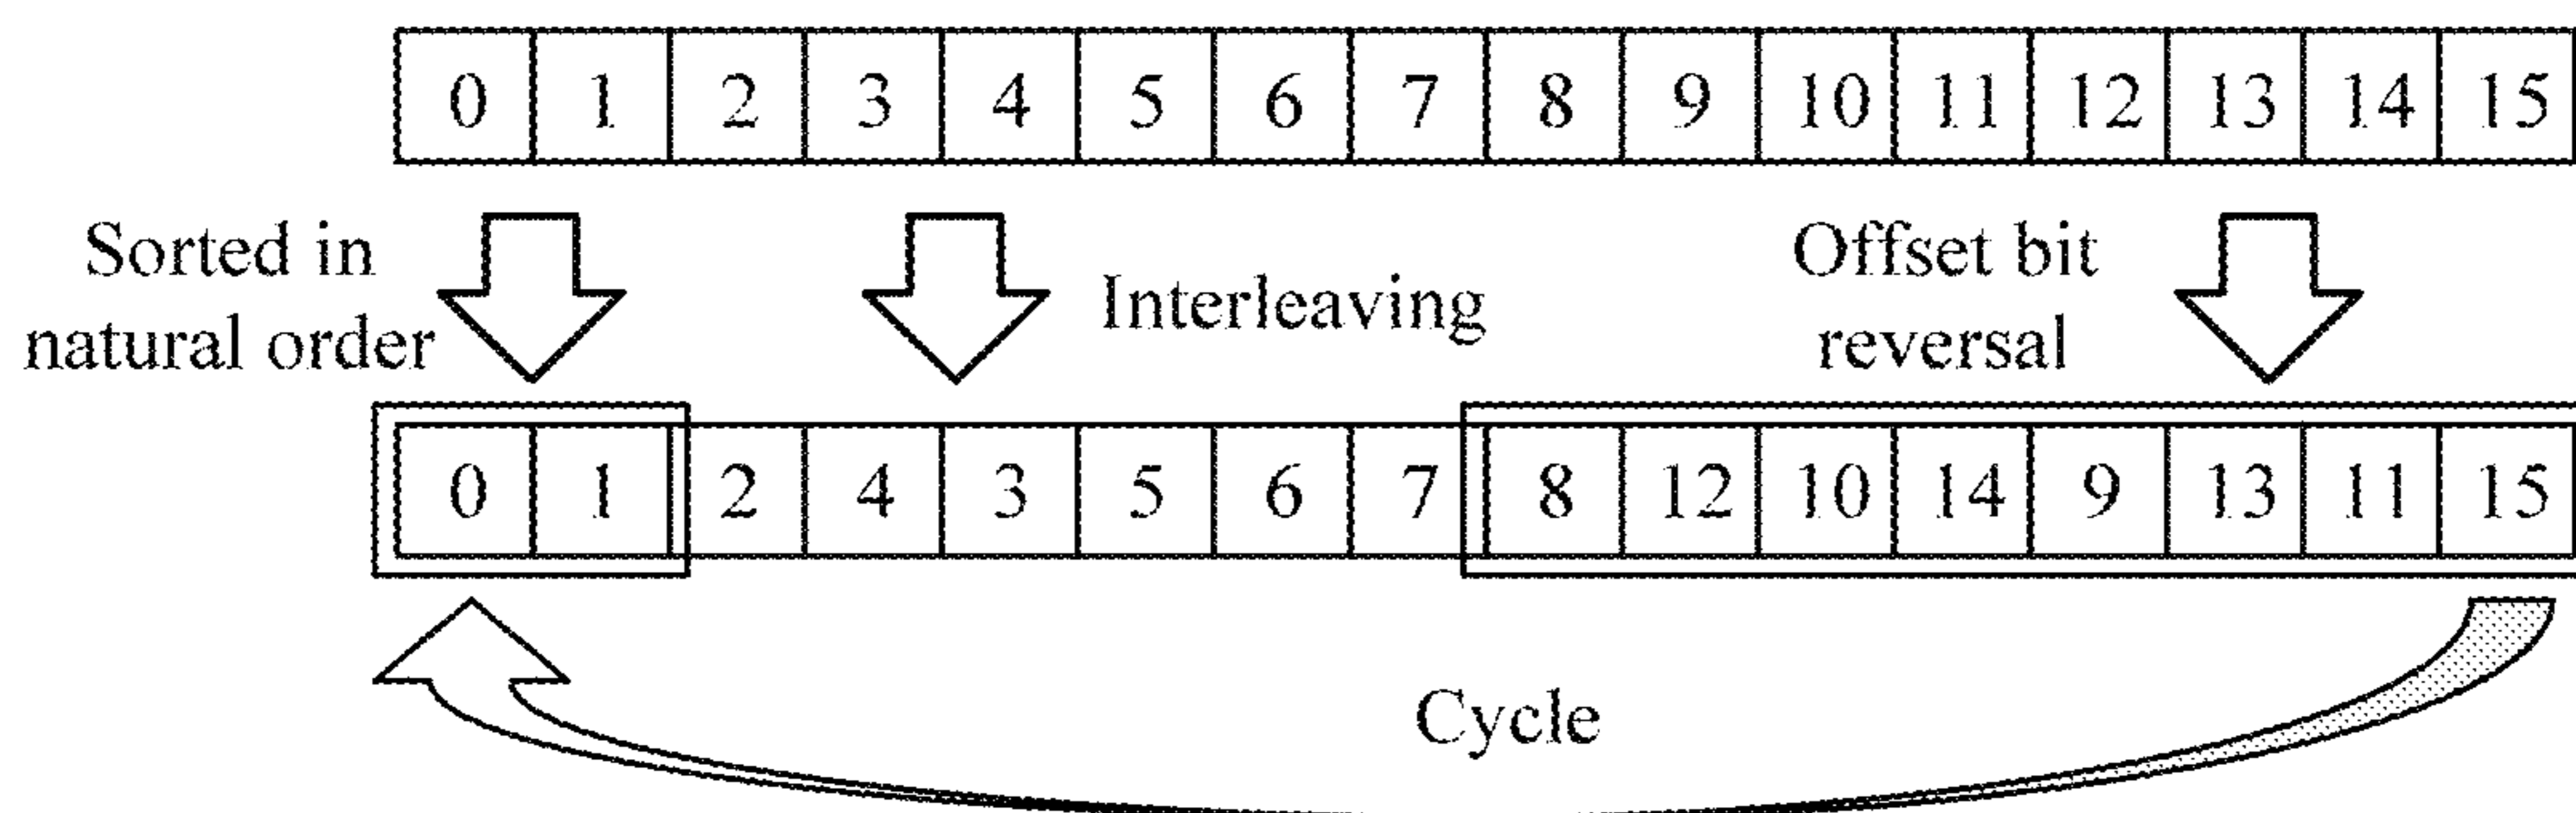 0 1 2 3 4 5 6 7 8 9 10 11 12 13 14 15
Sorted in
natural order
Interleaving
Offset bit
reversal
0 1 2 4 3 5 6 7 8 12 10 14 9 13 11 15
Cycle